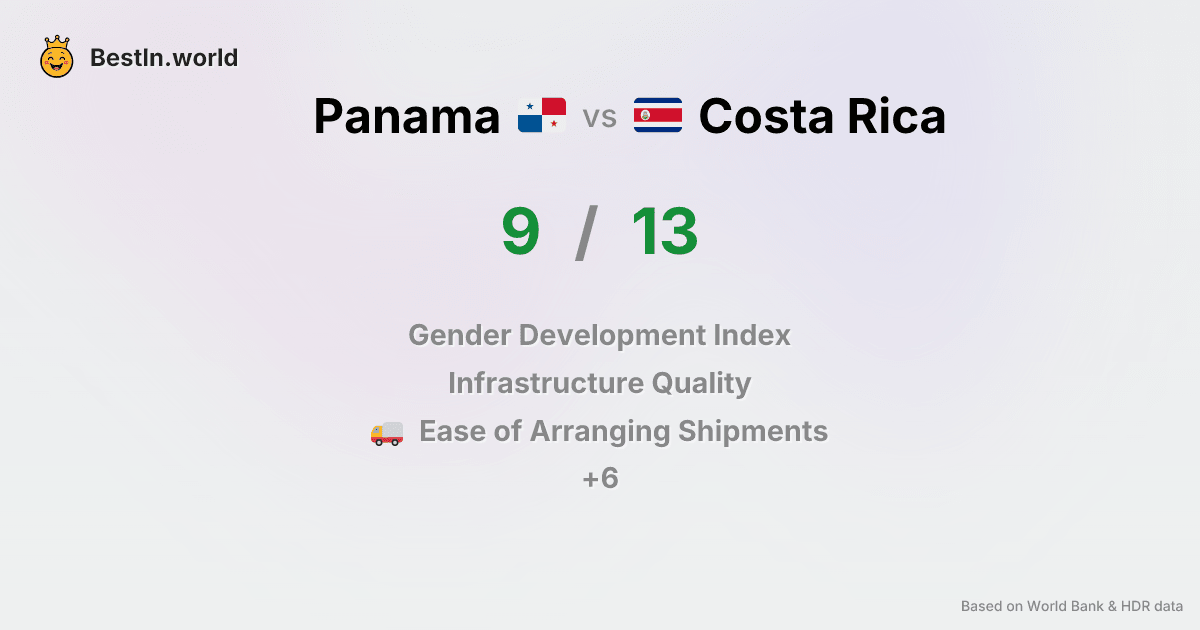 BestIn.world
Panama vs Costa Rica
9 / 13
Gender Development Index
Infrastructure Quality
Ease of Arranging Shipments
+6
Based on World Bank & HDR data